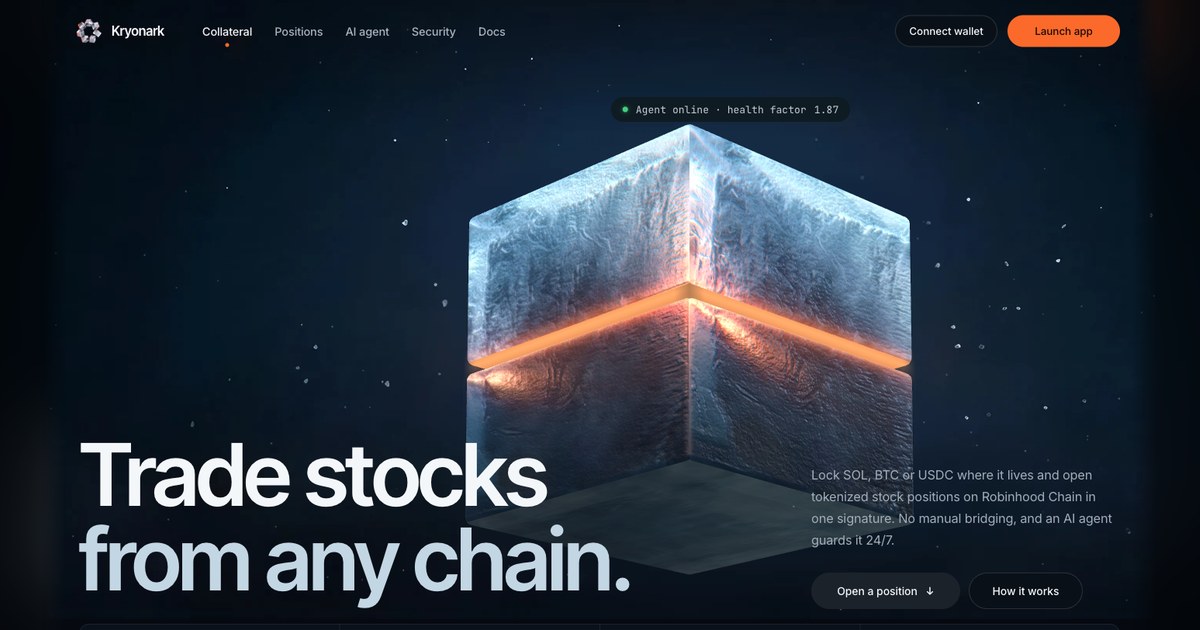 Kryonark
Collateral
Positions
AI agent
Security
Docs
Connect wallet
Launch app
Agent online · health factor 1.87
Trade stocks
from any chain.
Lock SOL, BTC or USDC where it lives and open
tokenized stock positions on Robinhood Chain in
one signature. No manual bridging, and an AI agent
guards it 24/7.
Open a position ↓
How it works